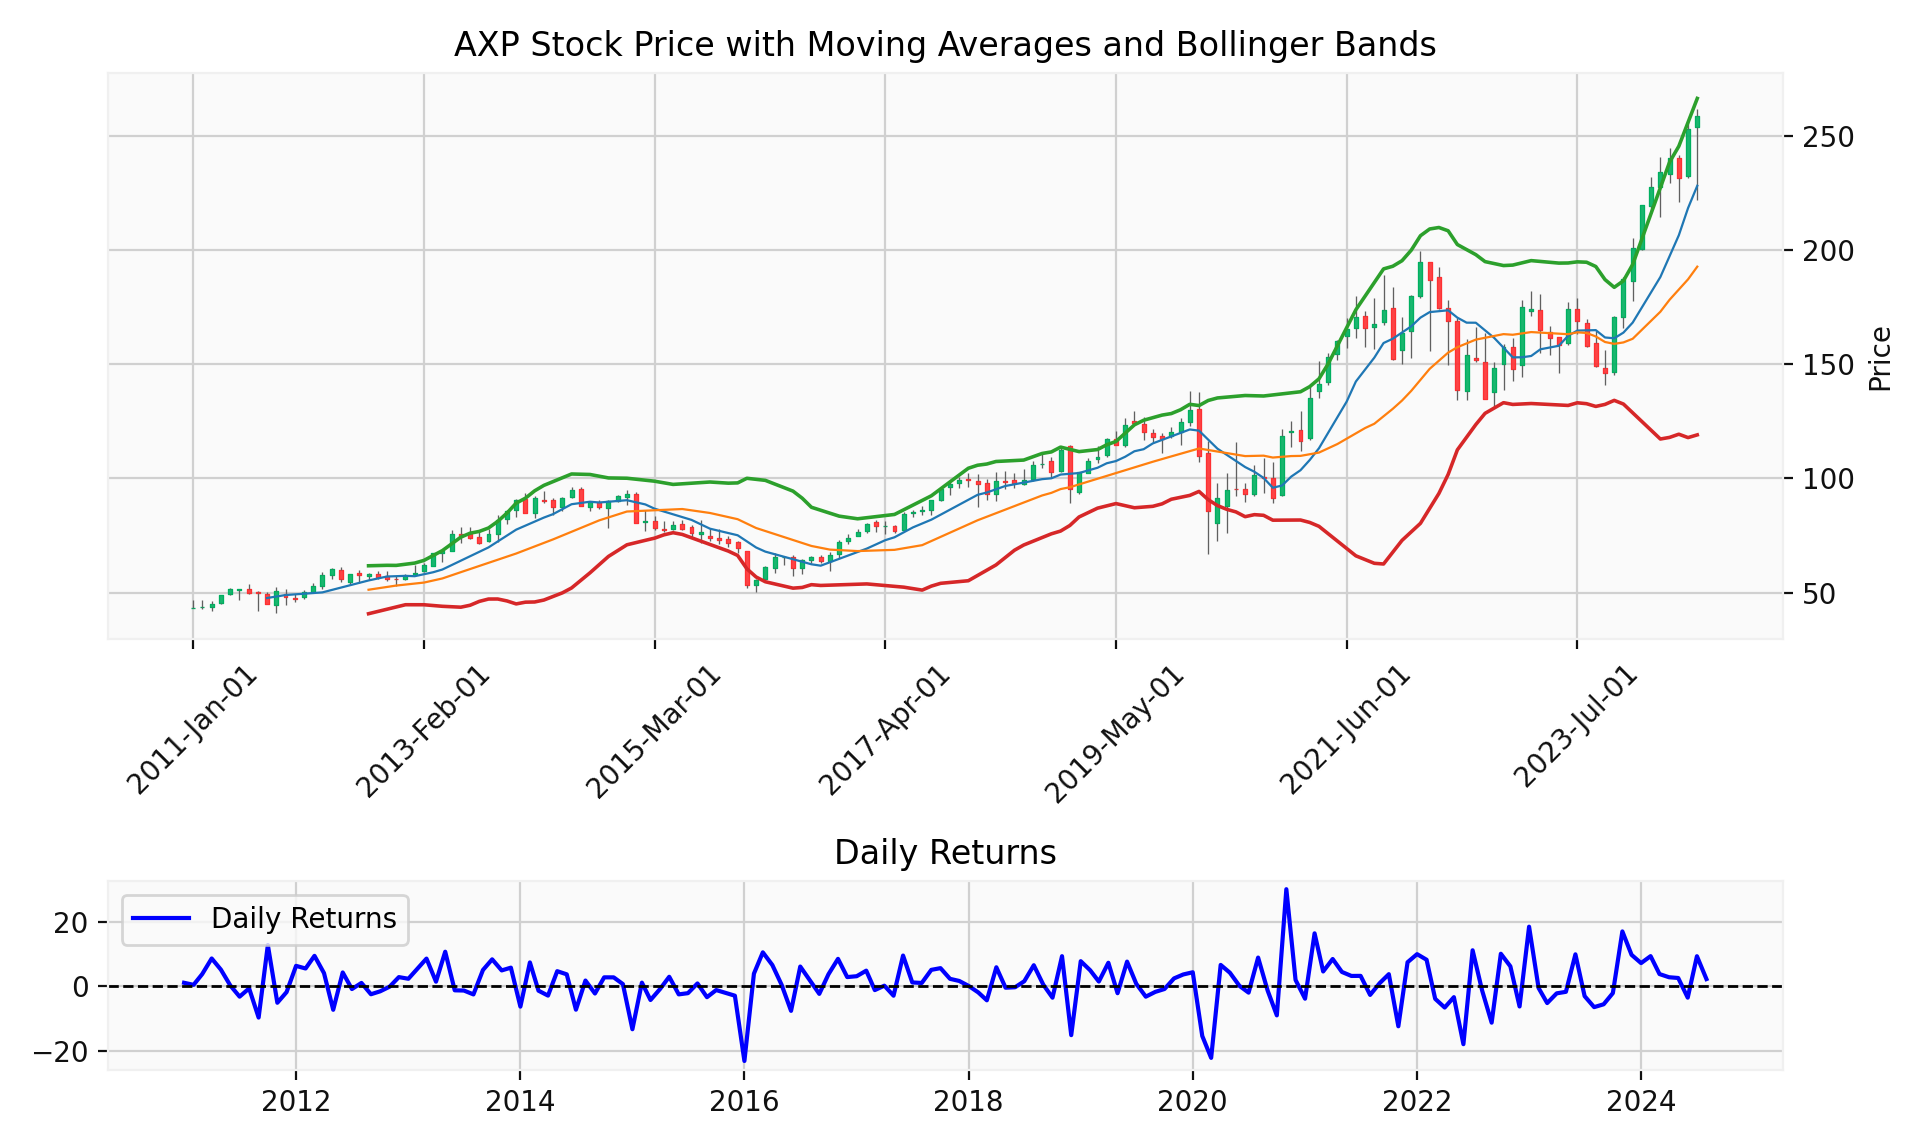 AXP Stock Price with Moving Averages and Bollinger Bands
250
200
150
100
50
Price
2011-Jan-01
2013-Feb-01
2015-Mar-01
2017-Apr-01
2019-May-01
2021-Jun-01
2023-Jul-01
Daily Returns
Daily Returns
20
0
−20
2012
2014
2016
2018
2020
2022
2024